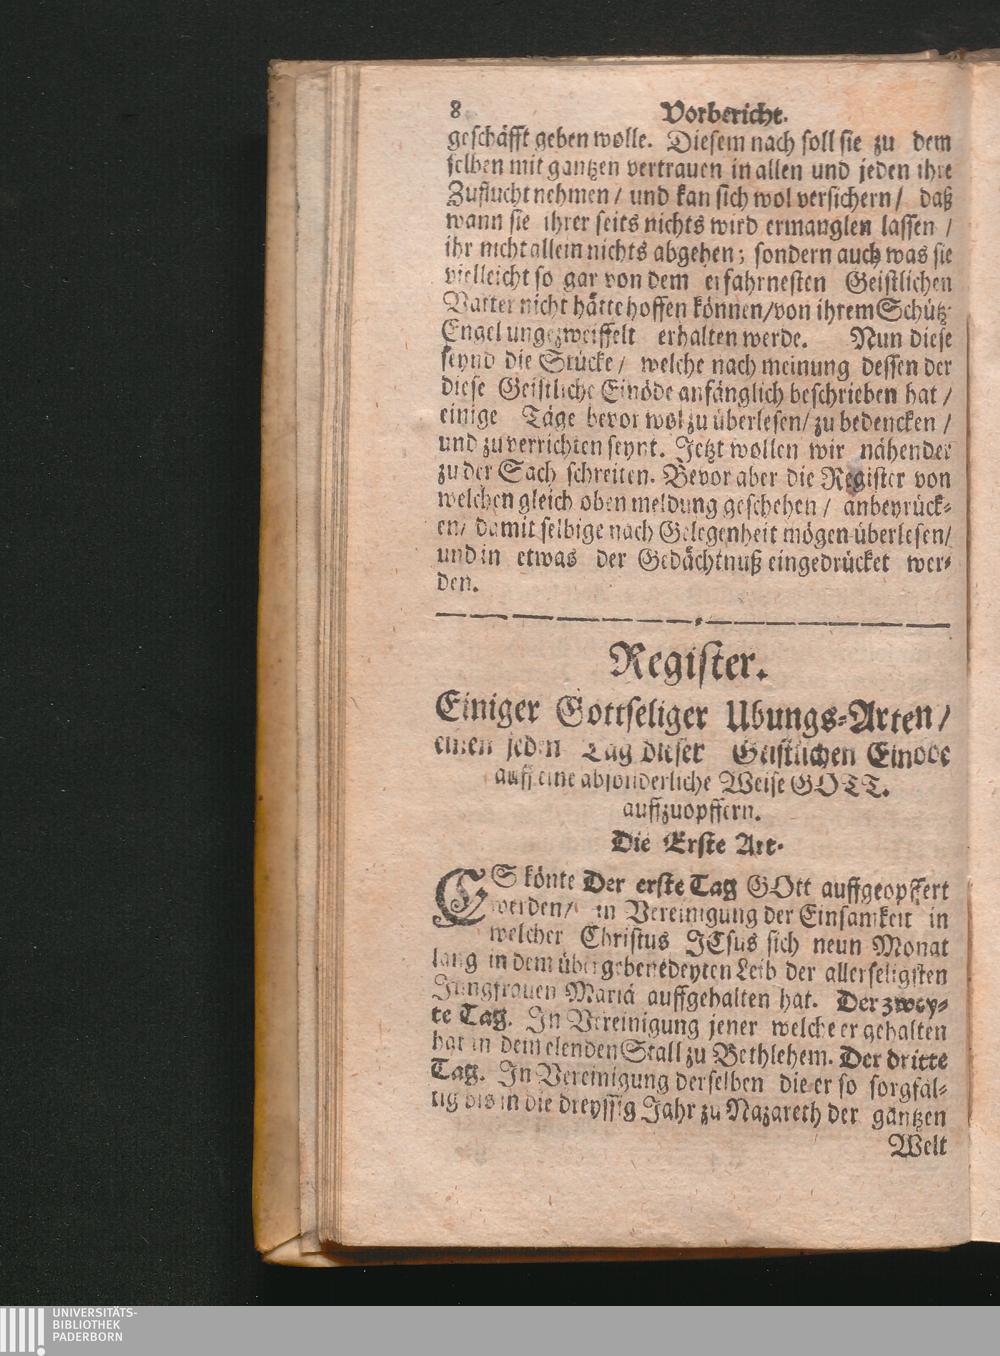 8 Vorbericht.
geschäfft geben wolle. Diesem nach soll sie zu dem
selben mit gantzen vertrauen in allen und jeden ihre
Zuflucht nehmen / und kan sich wol versichern / daß
wann sie ihrer seits nichts wird ermanglen lassen /
ihr nicht allein nichts abgehen; sondern auch was sie
vielleicht so gar von dem erfahrnesten Geistlichen
Vatter nicht hätte hoffen können / von ihrem Schütz-
Engel ungezweiffelt erhalten werde. Nun diese
seynd die Stücke / welche nach meinung dessen der
diese Geistliche Einöde anfänglich beschrieben hat /
einige Täge bevor wol zu überlesen / zu bedencken /
und zu verrichten seynt. Jetzt wollen wir nähender
zu der Sach schreiten. Bevor aber die Register von
welchen gleich oben meldung geschehen / anbeyrück-
en / damit selbige nach Gelegenheit mögen überlesen /
und in etwas der Gedächtnuß eingedrücket wer-
den.
Register.
Einiger Gottseliger Ubungs-Arten /
einen jeden Tag dieser Geistlichen Einöde
auff eine absonderliche Weise GOTT.
auffzuopffern.
Die Erste Art.
ES könte Der erste Tag GOtt auffgeopffert
werden / in Vereinigung der Einsamkeit in
welcher Christus JEsus sich neun Monat
lang in dem übergebenedeyten Leib der allerseligsten
Jungfrauen Mariä auffgehalten hat. Der zwey-
te Tag. In Vereinigung jener welche er gehalten
hat in dem elenden Stall zu Bethlehem. Der dritte
Tag. In Vereinigung derselben die er so sorgfäl-
tig bis in die dreyssig Jahr zu Nazareth der gäntzen
Welt
UNIVERSITÄTS-
BIBLIOTHEK
PADERBORN